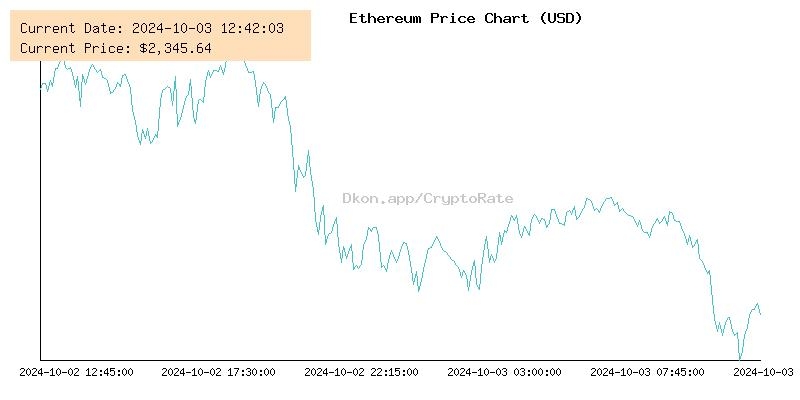 Ethereum Price Chart (USD)
Current Date: 2024-10-03 12:42:03
Current Price: $2,345.64
Dkon.app/CryptoRate
2024-10-02 12:45:00 2024-10-02 17:30:00 2024-10-02 22:15:00 2024-10-03 03:00:00 2024-10-03 07:45:00 2024-10-03